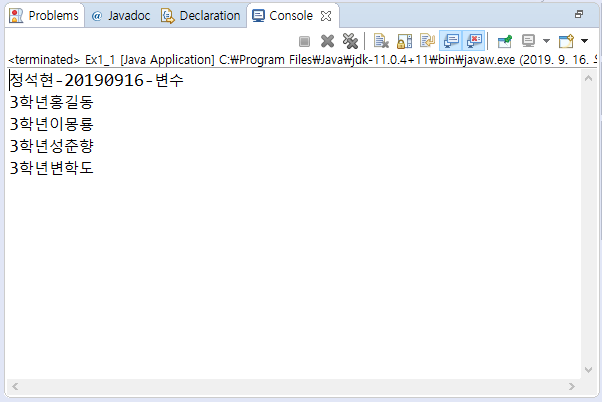 Problems @ Javadoc Declaration Console
<terminated> Ex1_1 [Java Application] C:₩Program Files₩Java₩jdk-11.0.4+11₩bin₩javaw.exe (2019. 9. 16.
정석현-20190916-변수
3학년홍길동
3학년이몽룡
3학년성춘향
3학년변학도